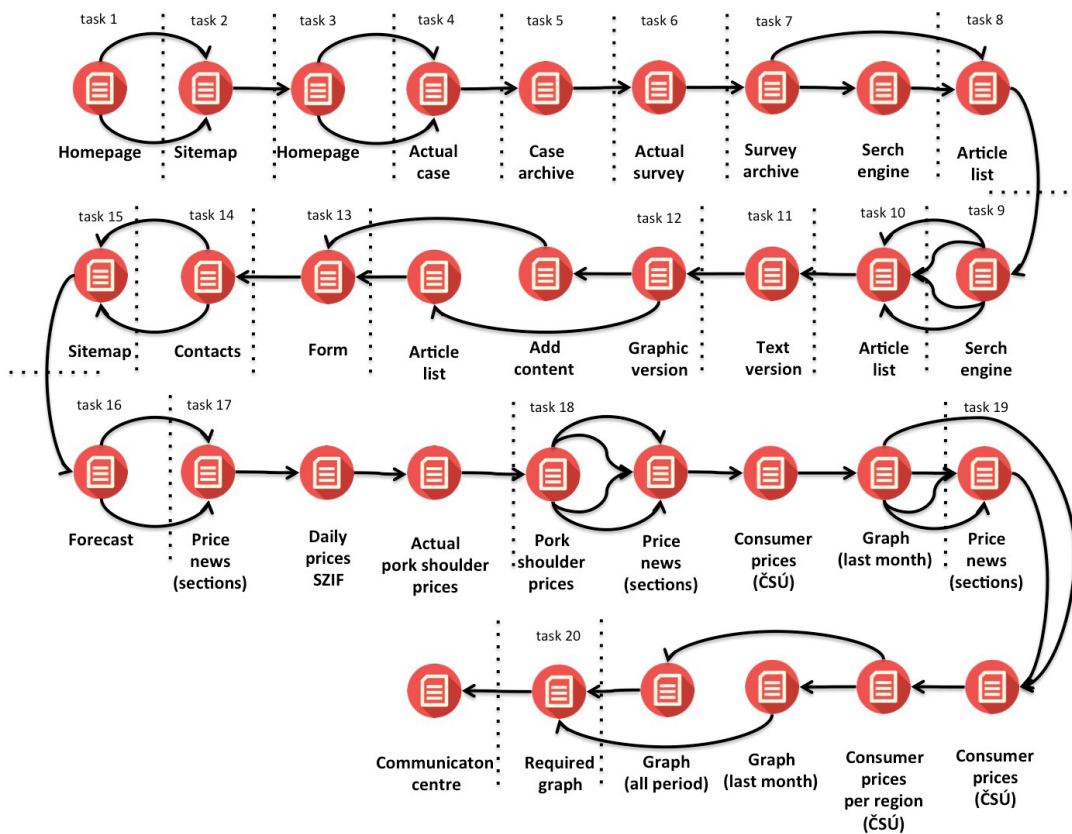 task 1
task 2
task 3
task 4
task 5
task 6
task 7
task 8
Homepage
Sitemap
Homepage
Actual
case
Case
archive
Actual
survey
Survey
archive
Serch
engine
Article
list
task 15
task 14
task 13
task 12
task 11
task 10
task 9
Sitemap
Contacts
Form
Article
list
Add
content
Graphic
version
Text
version
Article
list
Serch
engine
task 16
task 17
task 18
task 19
Forecast
Price
news
(sections)
Daily
prices
SZIF
Actual
pork shoulder
prices
Pork
shoulder
prices
Price
news
(sections)
Consumer
prices
(ČSÚ)
Graph
(last month)
Price
news
(sections)
task 20
Communicaton
centre
Required
graph
Graph
(all period)
Graph
(last month)
Consumer
prices
per region
(ČSÚ)
Consumer
prices
(ČSÚ)